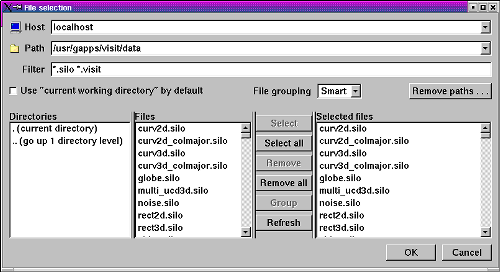 File selection
Host localhost
Path /usr/gapps/visit/data
Filter *.silo *.visit
Use "current working directory" by default File grouping Smart Remove paths . . .
Directories
. (current directory)
.. (go up 1 directory level)
Files
curv2d.silo
curv2d_colmajor.silo
curv3d.silo
curv3d_colmajor.silo
globe.silo
multi_ucd3d.silo
noise.silo
rect2d.silo
rect3d.silo
Select
Select all
Remove
Remove all
Group
Refresh
Selected files
curv2d.silo
curv2d_colmajor.silo
curv3d.silo
curv3d_colmajor.silo
globe.silo
multi_ucd3d.silo
noise.silo
rect2d.silo
rect3d.silo
OK Cancel